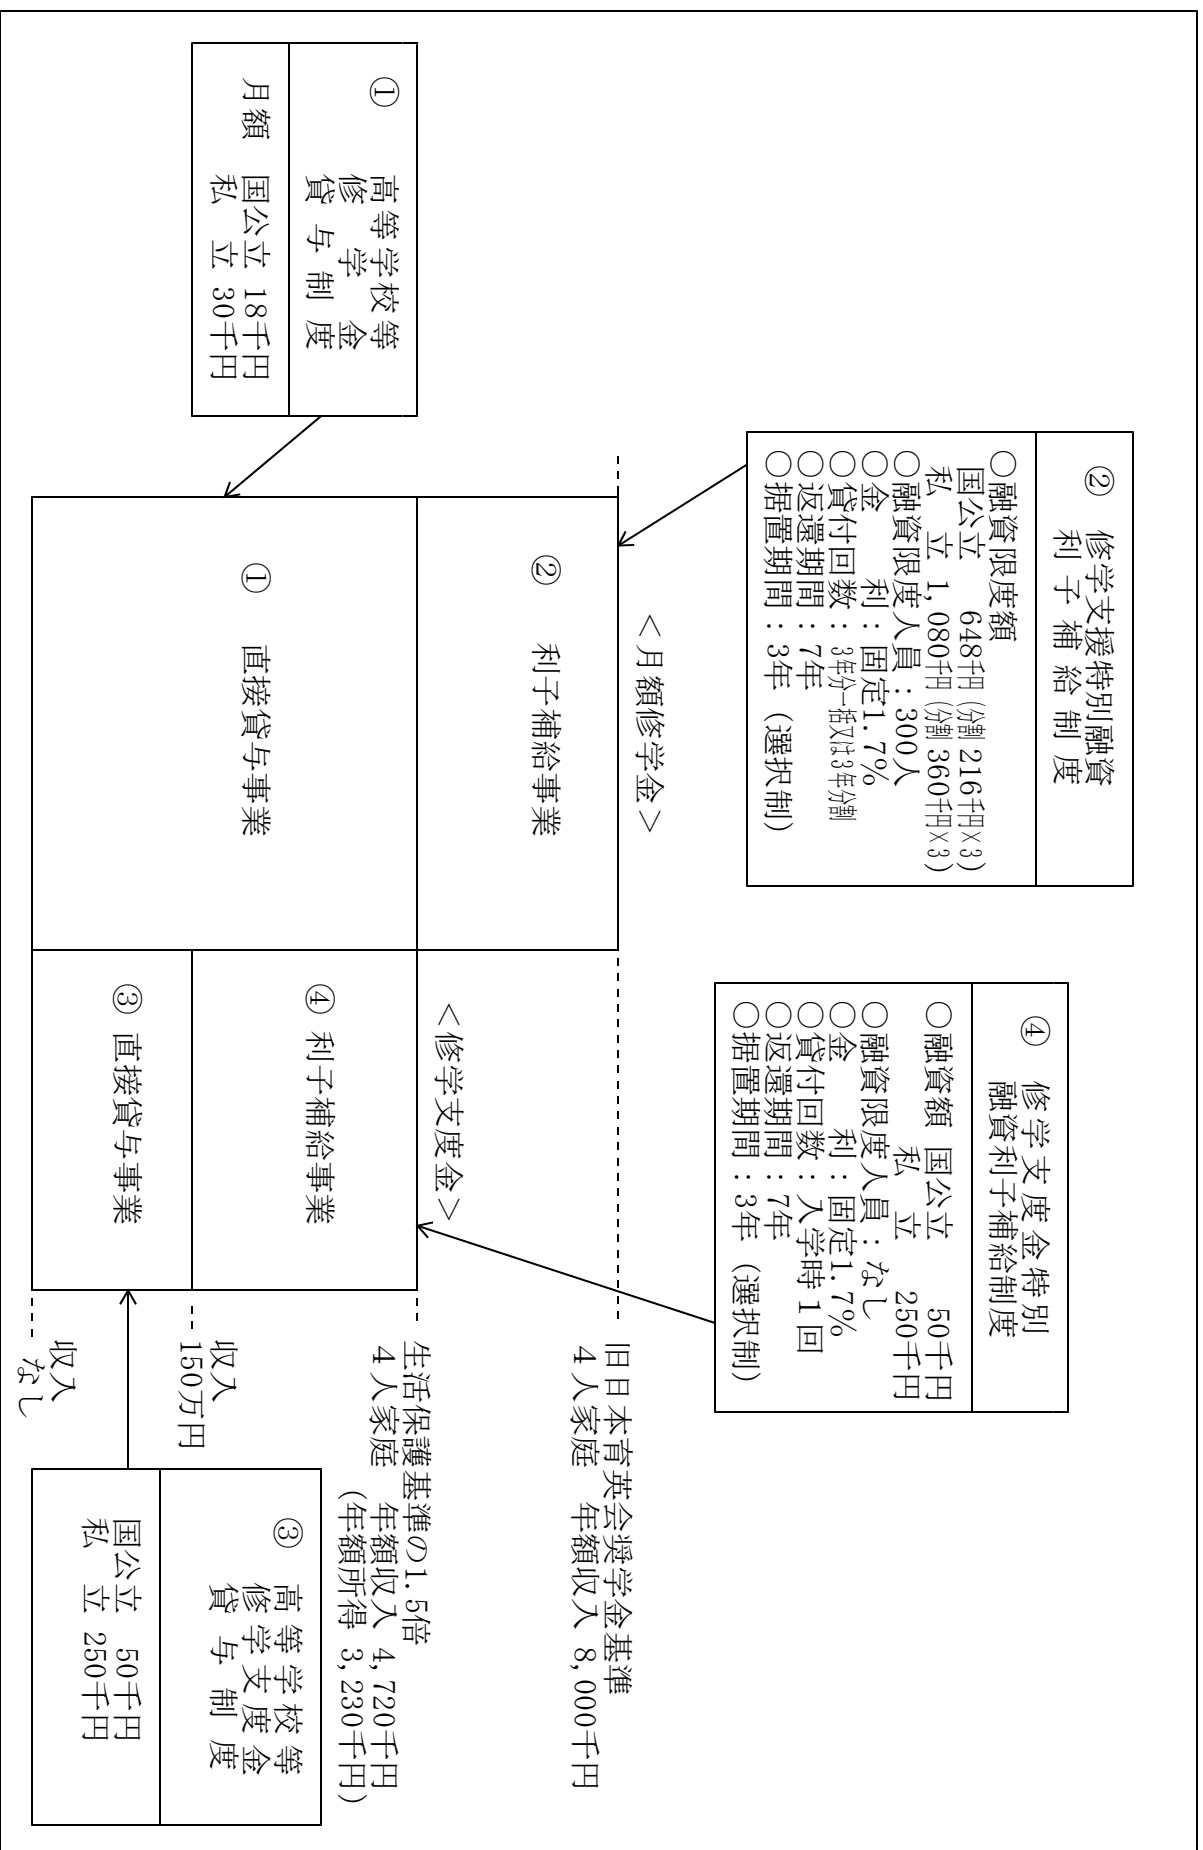 ② 修学支援特別融資
利子補給制度
○融資限度額
国公立 648千円（分割 216千円×3）
私 立 1,080千円（分割 360千円×3）
○融資限度人員：300人
○金 利：固定1.7%
○貸付回数：3年分一括又は3年分割
○返還期間：7年
○据置期間：3年（選択制）
④ 修学支度金特別
融資利子補給制度
○融資額 国公立 50千円
私 立 250千円
○融資限度人員：なし
○金 利：固定1.7%
○貸付回数：入学時1回
○返還期間：7年
○据置期間：3年（選択制）
＜月額修学金＞
旧日本育英会奨学金基準
4人家庭 年額収入 8,000千円
② 利子補給事業
＜修学支度金＞
生活保護基準の1.5倍
4人家庭 年額収入 4,720千円
（年額所得 3,230千円）
① 高等学校等
修学金
貸与制度
月額 国公立 18千円
私 立 30千円
① 直接貸与事業
④ 利子補給事業
収入
150万円
③ 直接貸与事業
収入
なし
③ 高等学校等
修学支度金
貸与制度
国公立 50千円
私 立 250千円